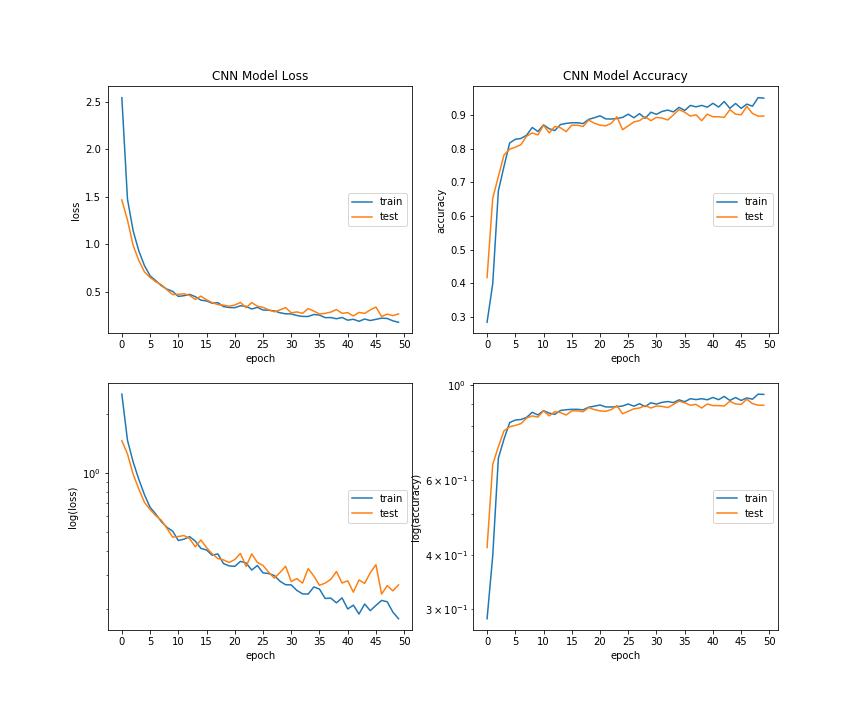 CNN Model Loss
loss
2.5
2.0
1.5
1.0
0.5
train
test
0 5 10 15 20 25 30 35 40 45 50
epoch
CNN Model Accuracy
accuracy
0.9
0.8
0.7
0.6
0.5
0.4
0.3
train
test
0 5 10 15 20 25 30 35 40 45 50
epoch
log(loss)
10⁰
train
test
0 5 10 15 20 25 30 35 40 45 50
epoch
log(accuracy)
10⁰
6 × 10⁻¹
4 × 10⁻¹
3 × 10⁻¹
train
test
0 5 10 15 20 25 30 35 40 45 50
epoch